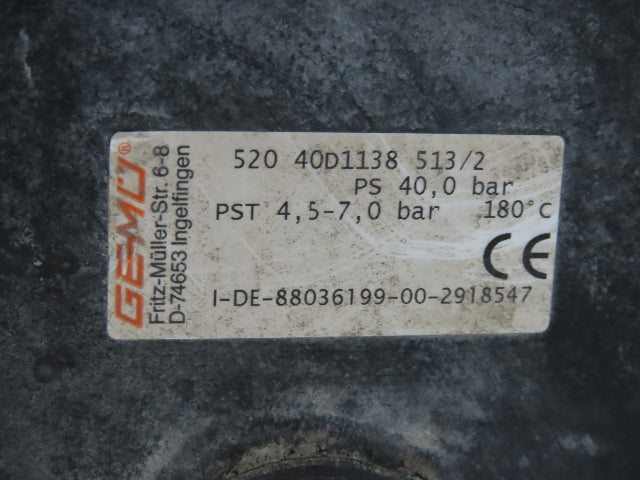 GEMÜ®
Fritz-Müller-Str. 6-8
D-74653 Ingelfingen
520 40D1138 513/2
PS 40,0 bar
PST 4,5-7,0 bar 180°C
CE
I-DE-88036199-00-2918547